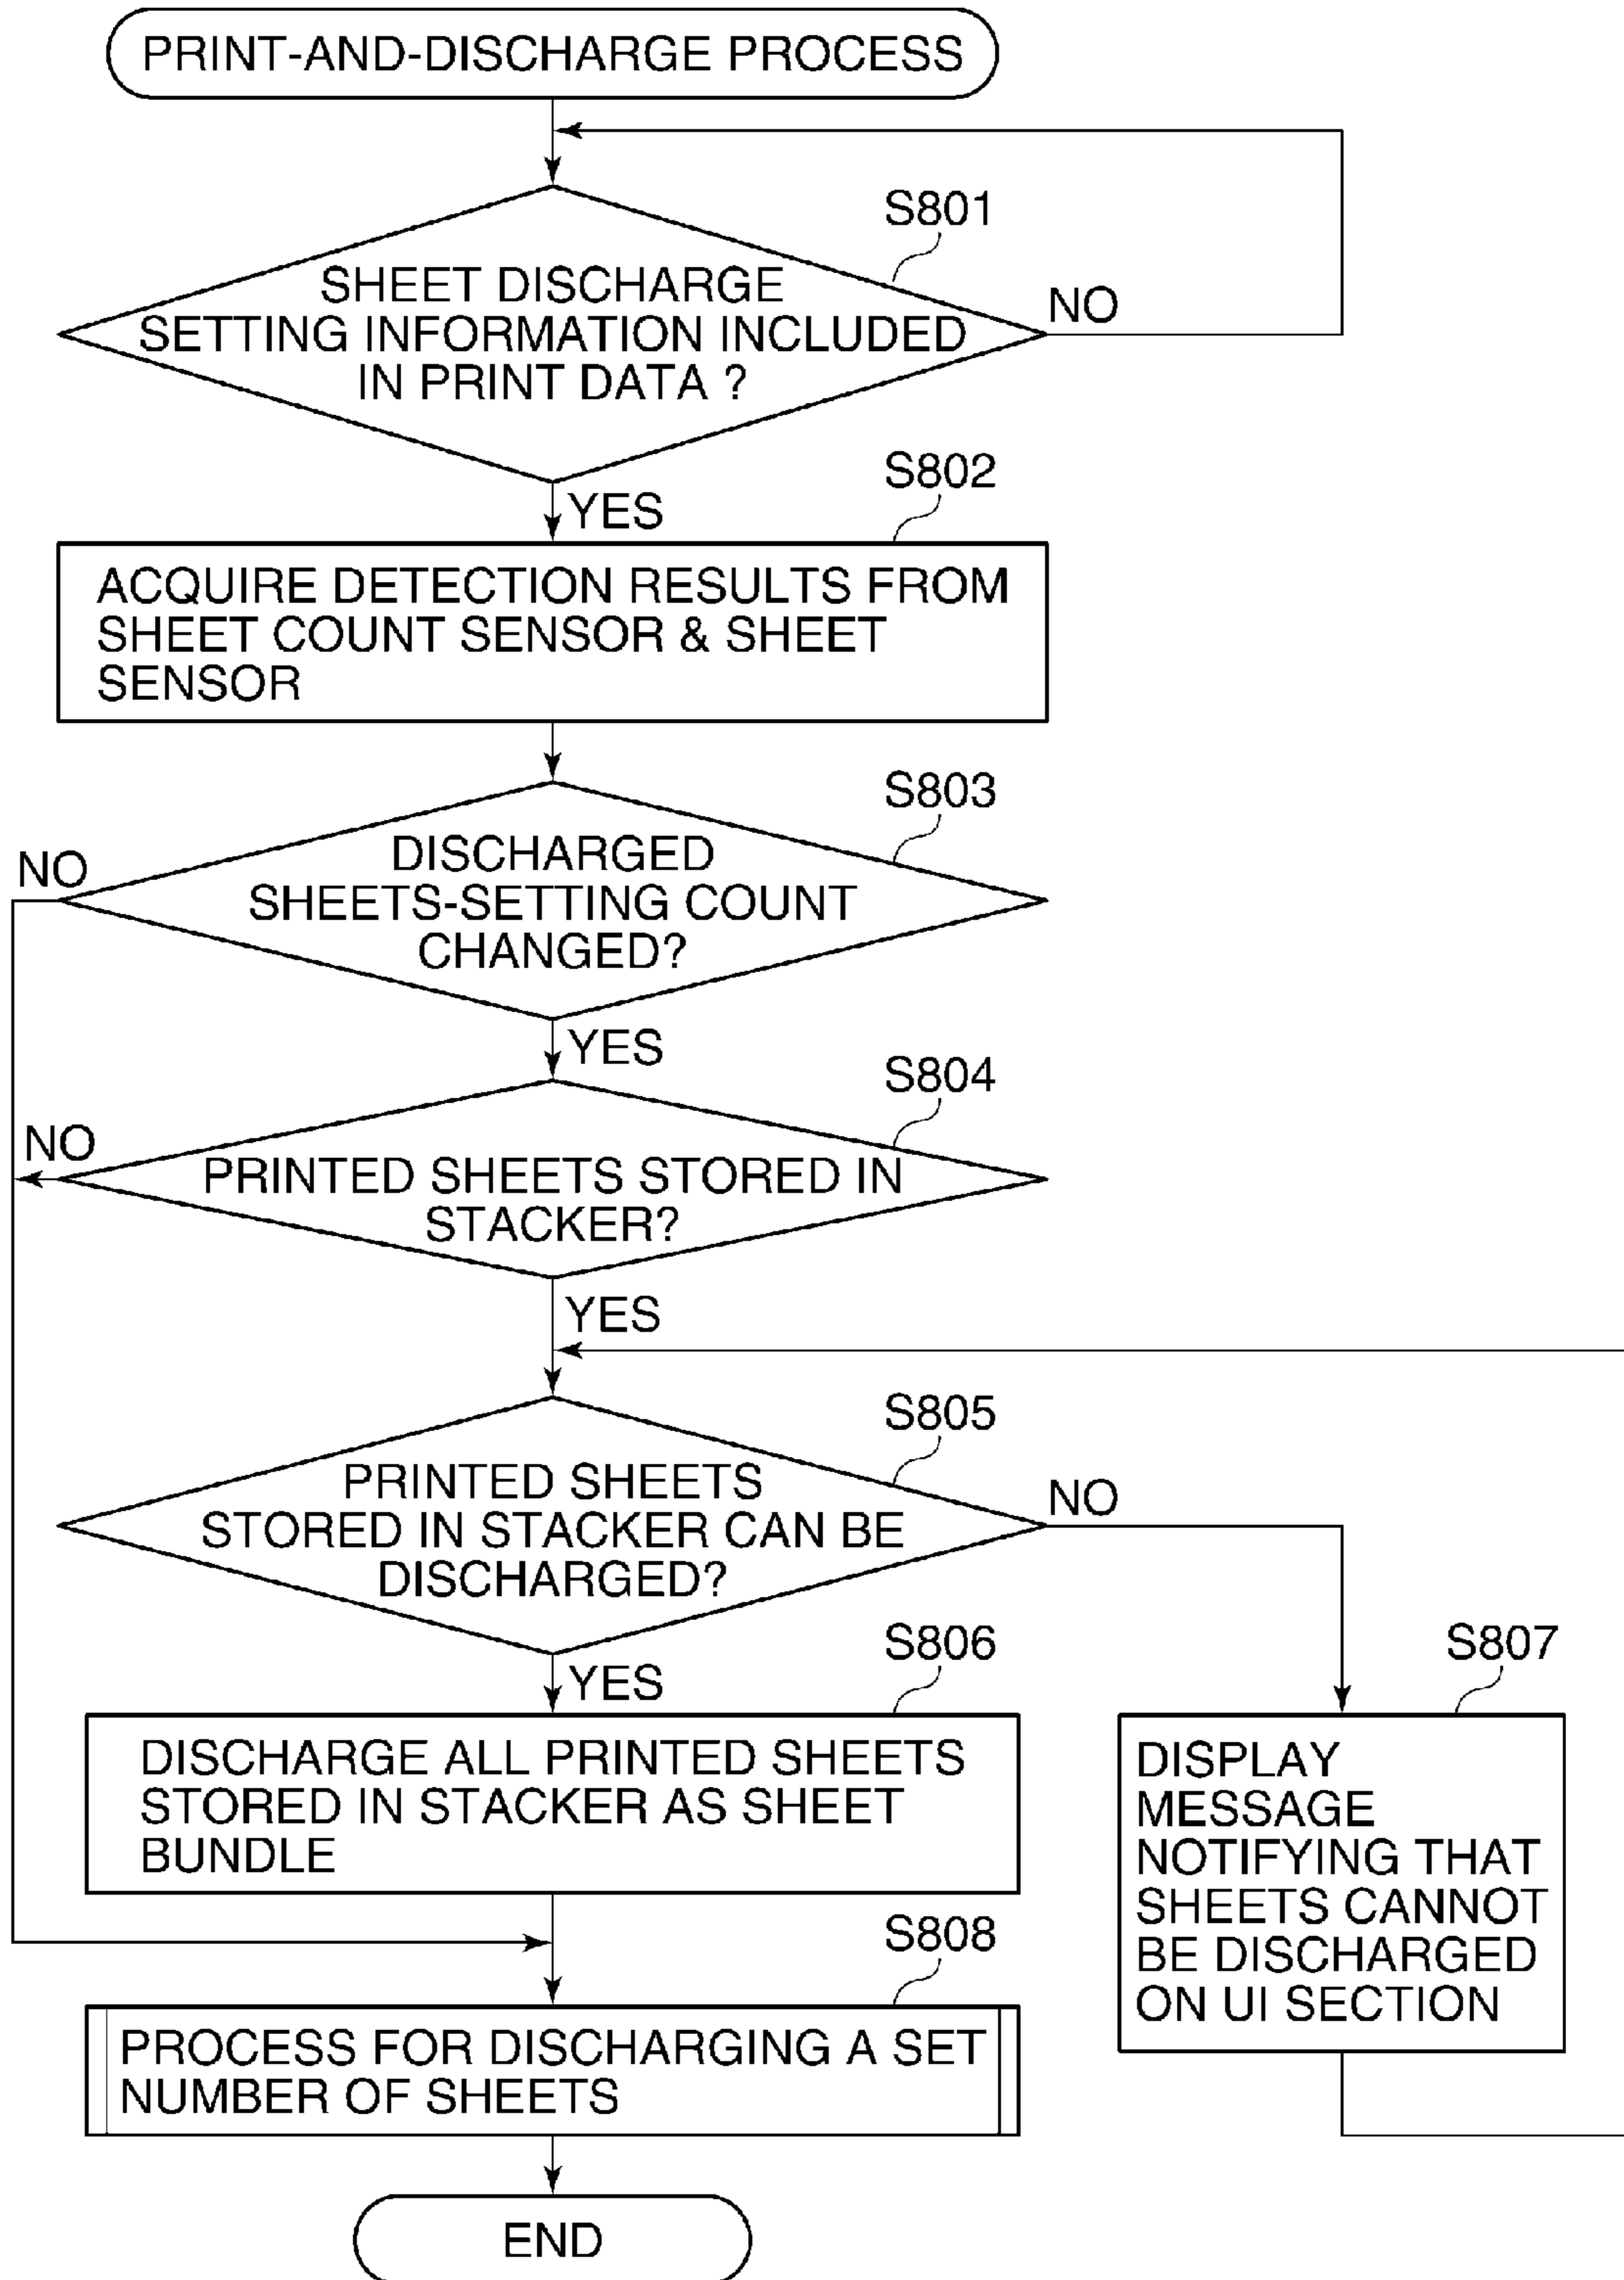 PRINT-AND-DISCHARGE PROCESS
S801
SHEET DISCHARGE
SETTING INFORMATION INCLUDED
IN PRINT DATA ?
NO
YES
S802
ACQUIRE DETECTION RESULTS FROM
SHEET COUNT SENSOR & SHEET
SENSOR
S803
DISCHARGED
SHEETS-SETTING COUNT
CHANGED?
NO
YES
S804
NO
PRINTED SHEETS STORED IN
STACKER?
YES
S805
PRINTED SHEETS
STORED IN STACKER CAN BE
DISCHARGED?
NO
YES
S806
DISCHARGE ALL PRINTED SHEETS
STORED IN STACKER AS SHEET
BUNDLE
S807
DISPLAY
MESSAGE
NOTIFYING THAT
SHEETS CANNOT
BE DISCHARGED
ON UI SECTION
S808
PROCESS FOR DISCHARGING A SET
NUMBER OF SHEETS
END